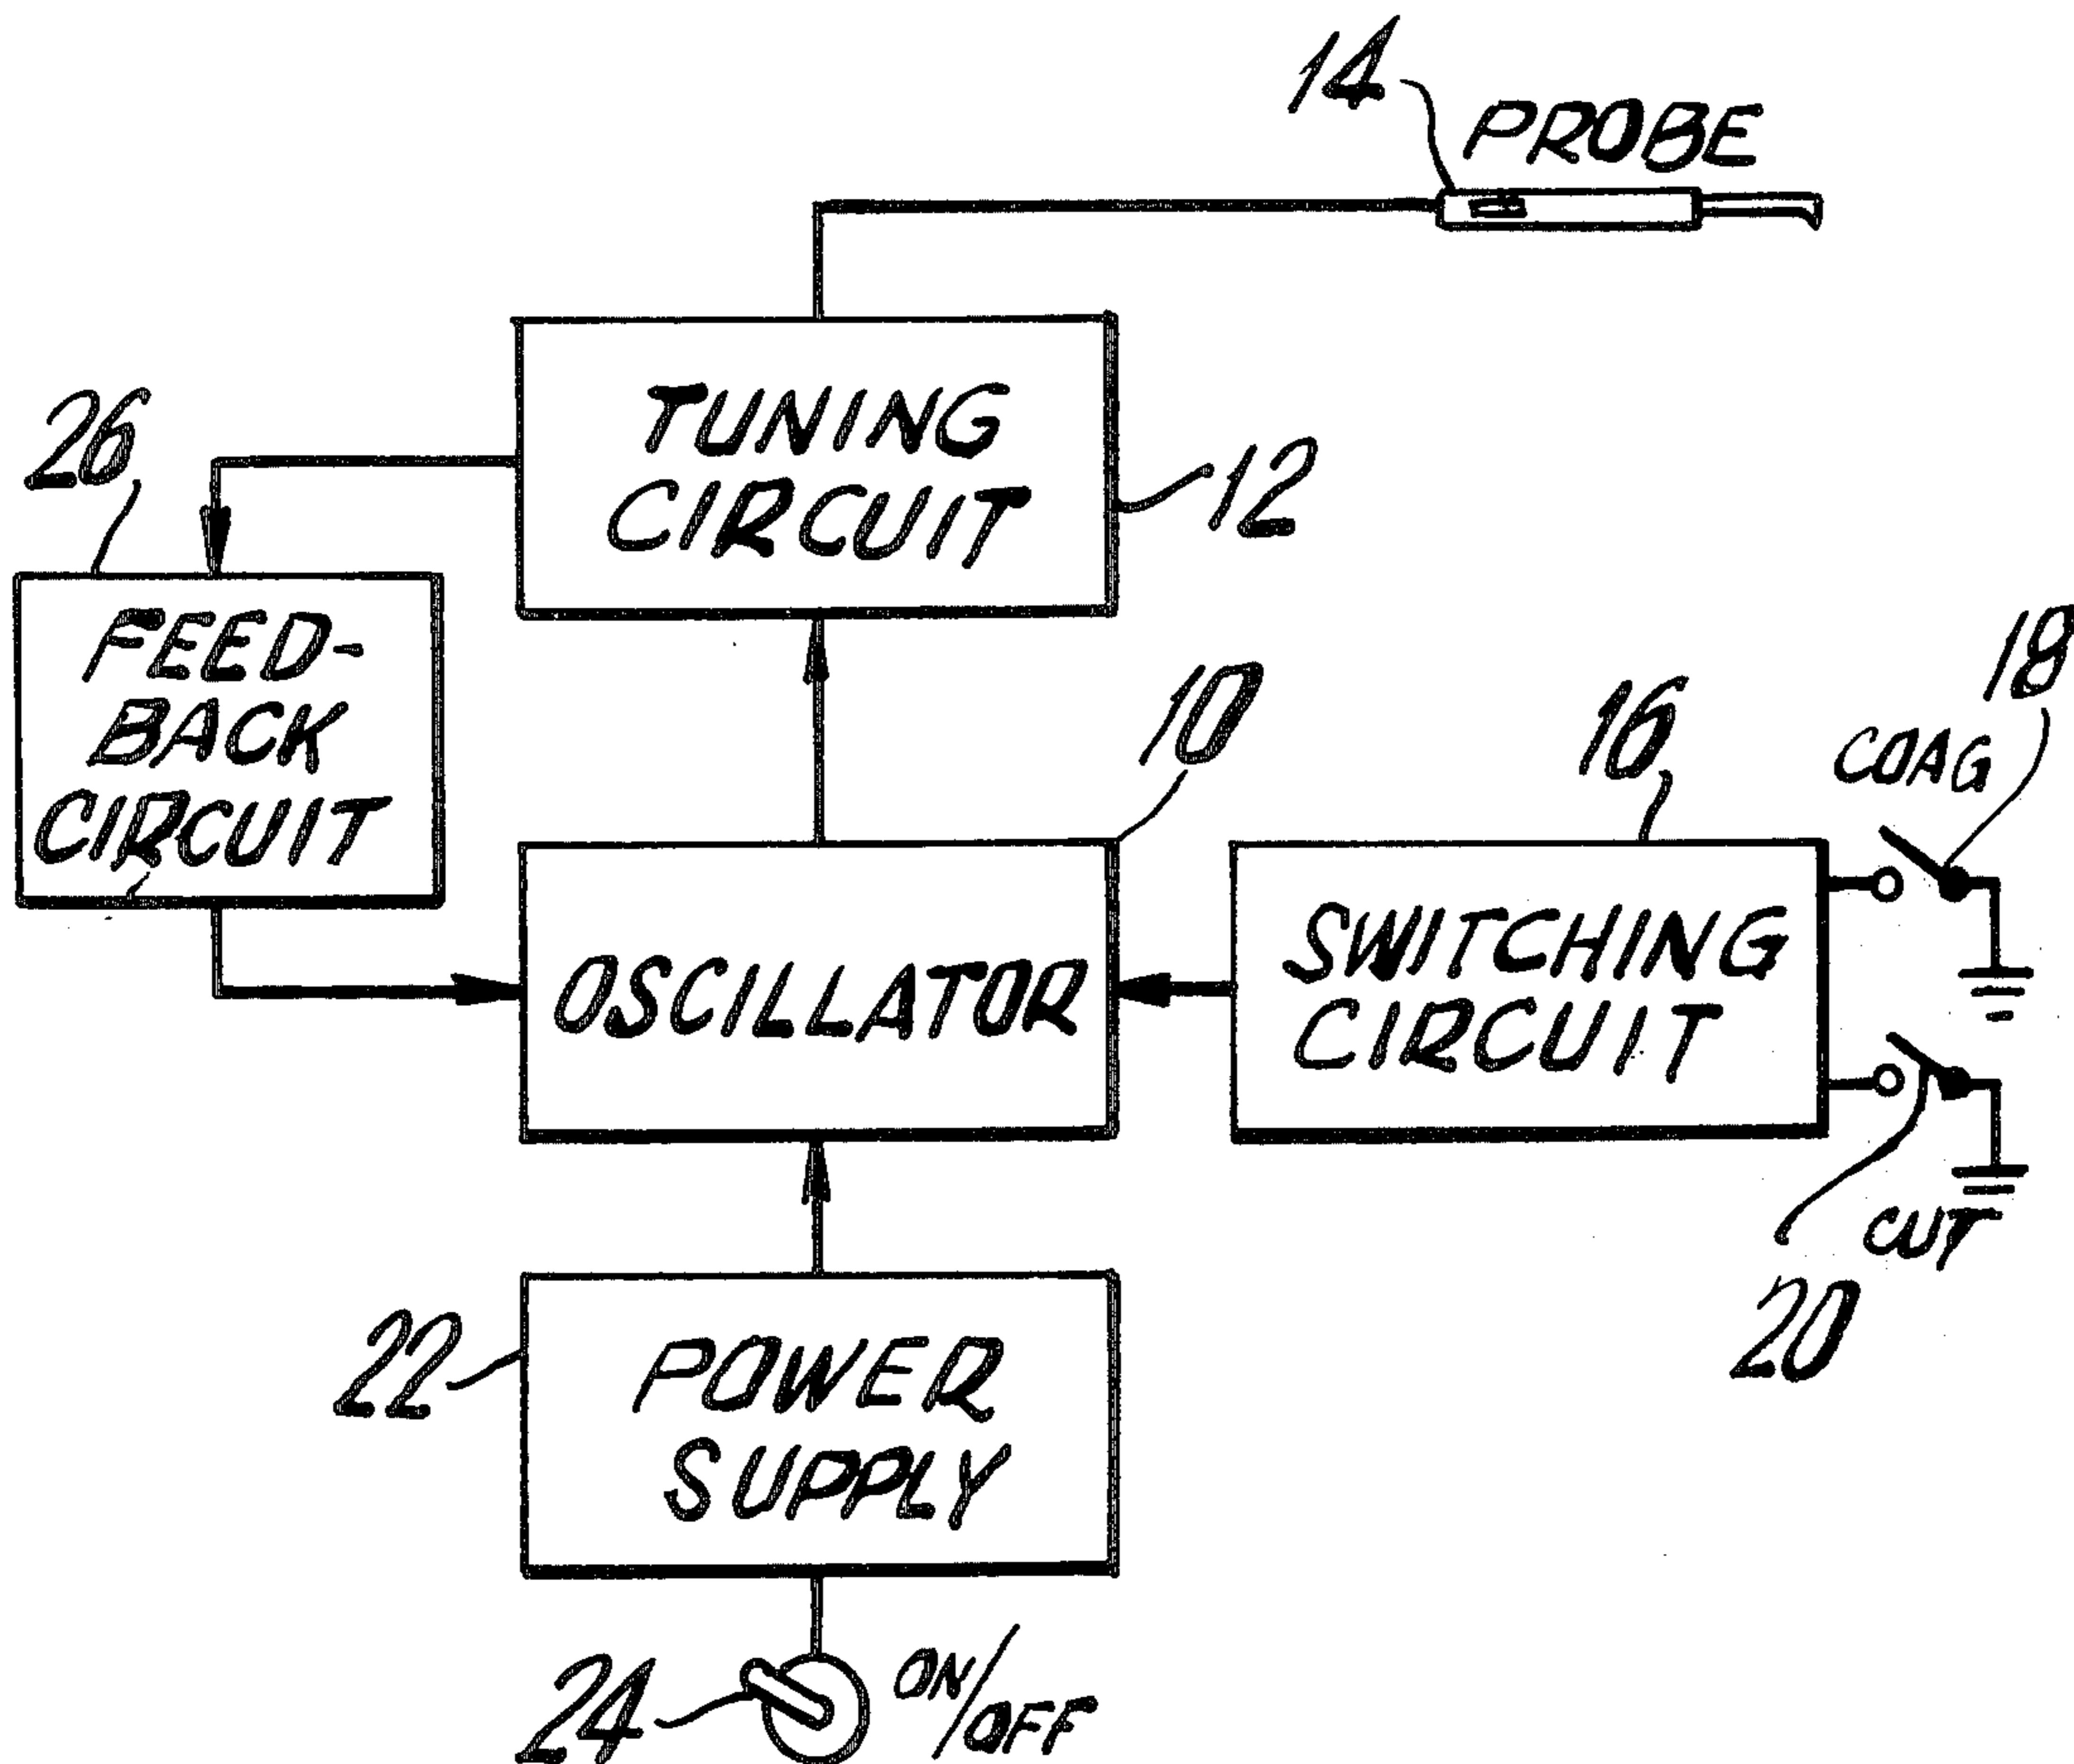 14
PROBE
26
TUNING
CIRCUIT
12
FEED-
BACK
CIRCUIT
10
16
18
COAG
OSCILLATOR
SWITCHING
CIRCUIT
CUT
20
22
POWER
SUPPLY
24
ON/OFF